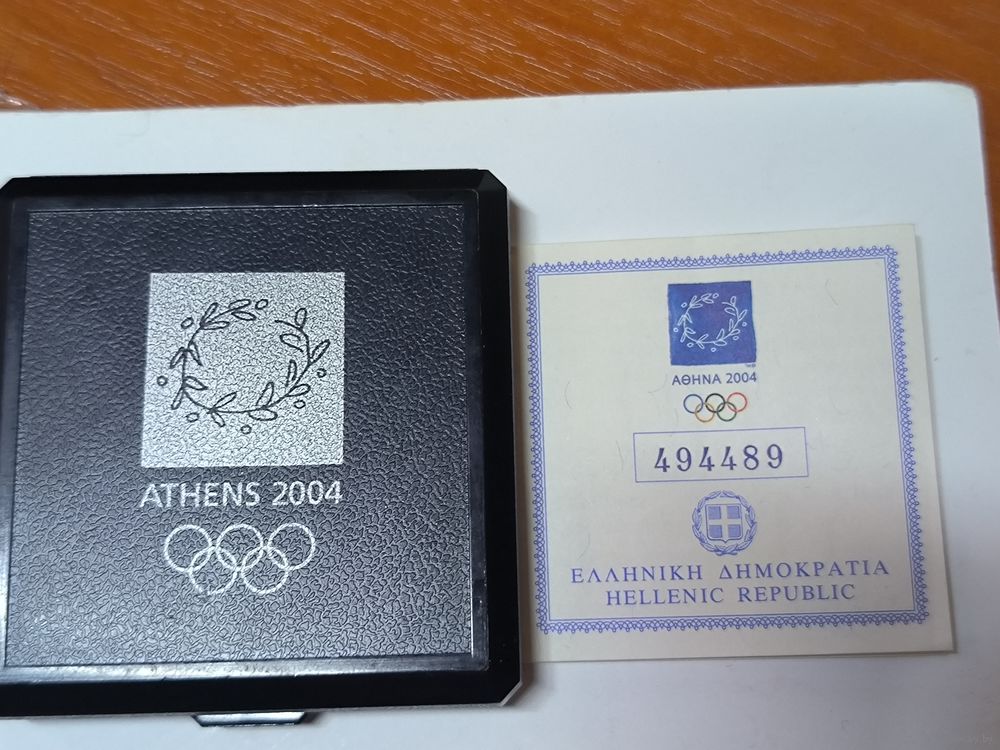 ATHENS 2004
ΑΘΗΝΑ 2004
494489
ΕΛΛΗΝΙΚΗ ΔΗΜΟΚΡΑΤΙΑ
HELLENIC REPUBLIC